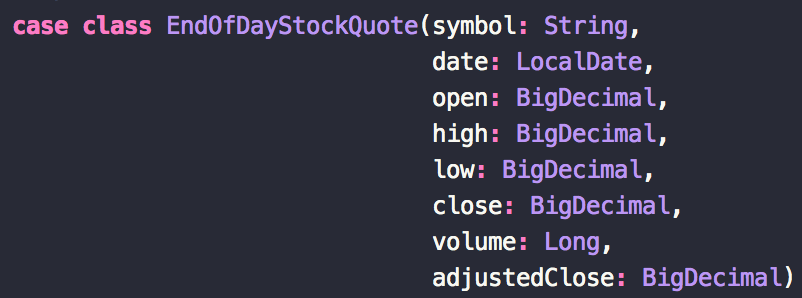 case class EndOfDayStockQuote(symbol: String,
date: LocalDate,
open: BigDecimal,
high: BigDecimal,
low: BigDecimal,
close: BigDecimal,
volume: Long,
adjustedClose: BigDecimal)